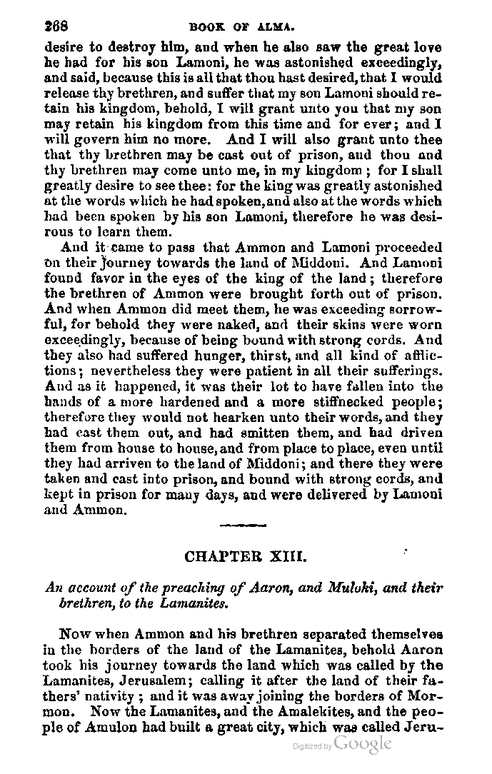 268 BOOK OF ALMA.
desire to destroy him, and when he also saw the great love
he had for his son Lamoni, he was astonished exceedingly,
and said, because this is all that thou hast desired, that I would
release thy brethren, and suffer that my son Lamoni should re-
tain his kingdom, behold, I will grant unto you that my son
may retain his kingdom from this time and for ever; and I
will govern him no more. And I will also grant unto thee
that thy brethren may be cast out of prison, and thou and
thy brethren may come unto me, in my kingdom; for I shall
greatly desire to see thee: for the king was greatly astonished
at the words which he had spoken, and also at the words which
had been spoken by his son Lamoni, therefore he was desi-
rous to learn them.
And it came to pass that Ammon and Lamoni proceeded
on their journey towards the land of Middoni. And Lamoni
found favor in the eyes of the king of the land; therefore
the brethren of Ammon were brought forth out of prison.
And when Ammon did meet them, he was exceeding sorrow-
ful, for behold they were naked, and their skins were worn
exceedingly, because of being bound with strong cords. And
they also had suffered hunger, thirst, and all kind of afflic-
tions; nevertheless they were patient in all their sufferings.
And as it happened, it was their lot to have fallen into the
hands of a more hardened and a more stiffnecked people;
therefore they would not hearken unto their words, and they
had cast them out, and had smitten them, and had driven
them from house to house, and from place to place, even until
they had arriven to the land of Middoni; and there they were
taken and cast into prison, and bound with strong cords, and
kept in prison for many days, and were delivered by Lamoni
and Ammon.
CHAPTER XIII.
An account of the preaching of Aaron, and Muloki, and their
brethren, to the Lamanites.
Now when Ammon and his brethren separated themselves
in the borders of the land of the Lamanites, behold Aaron
took his journey towards the land which was called by the
Lamanites, Jerusalem; calling it after the land of their fa-
thers' nativity; and it was away joining the borders of Mor-
mon. Now the Lamanites, and the Amalekites, and the peo-
ple of Amulon had built a great city, which was called Jeru-
Digitized by Google